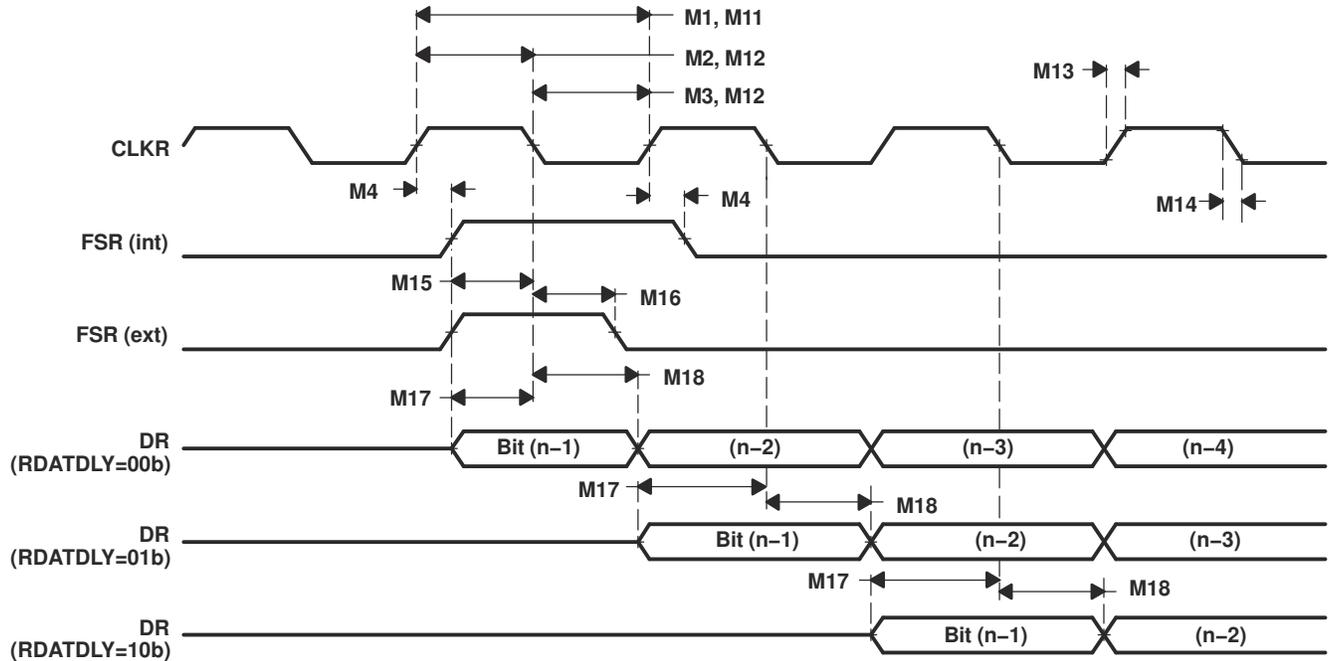 M1, M11
M2, M12
M13
M3, M12
CLKR
M4
M4
M14
FSR (int)
M15
M16
FSR (ext)
M18
M17
DR
(RDATDLY=00b)
Bit (n−1)
(n−2)
(n−3)
(n−4)
M17
M18
DR
(RDATDLY=01b)
Bit (n−1)
(n−2)
(n−3)
M17
M18
DR
(RDATDLY=10b)
Bit (n−1)
(n−2)